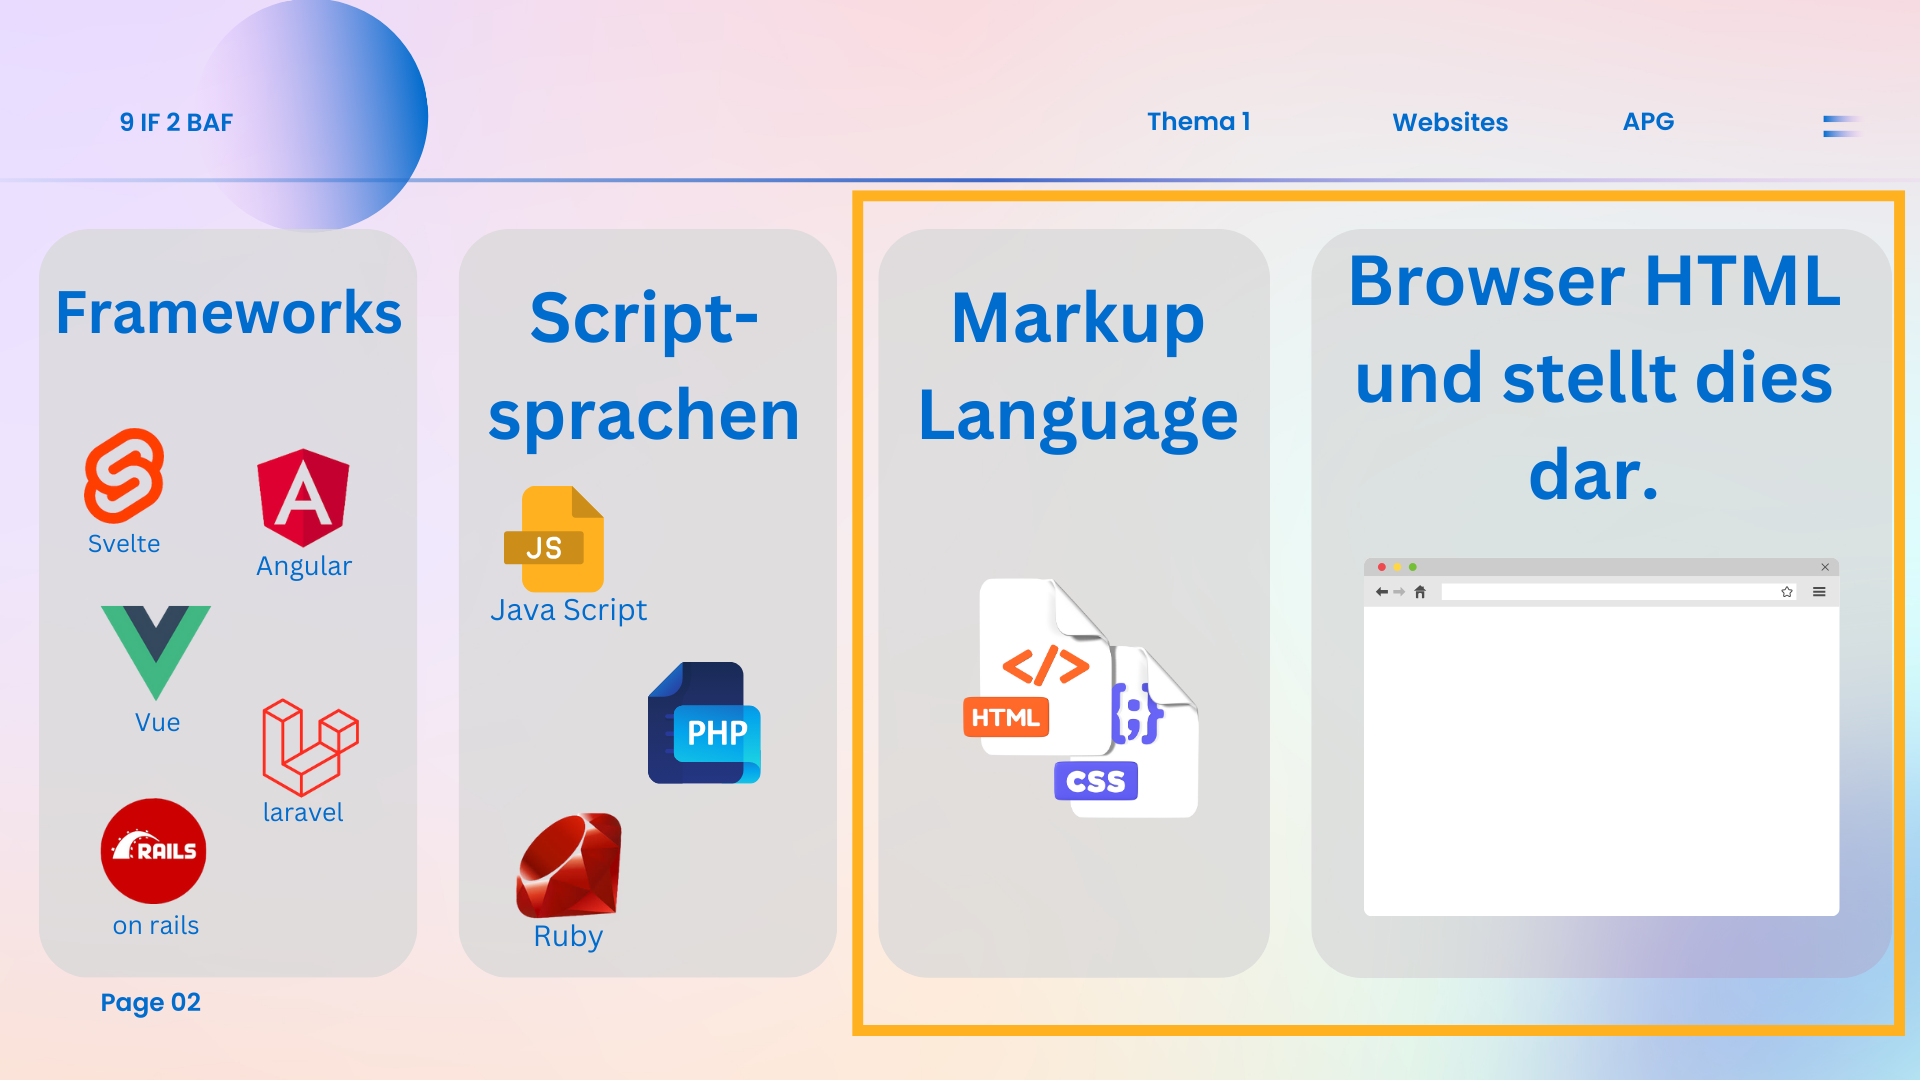 9 IF 2 BAF
Thema 1
Websites
APG
Frameworks
Svelte
Angular
Vue
laravel
RAILS
on rails
Script-
sprachen
JS
Java Script
PHP
Ruby
Markup
Language
</>
HTML
{;}
CSS
Browser HTML
und stellt dies
dar.
Page 02